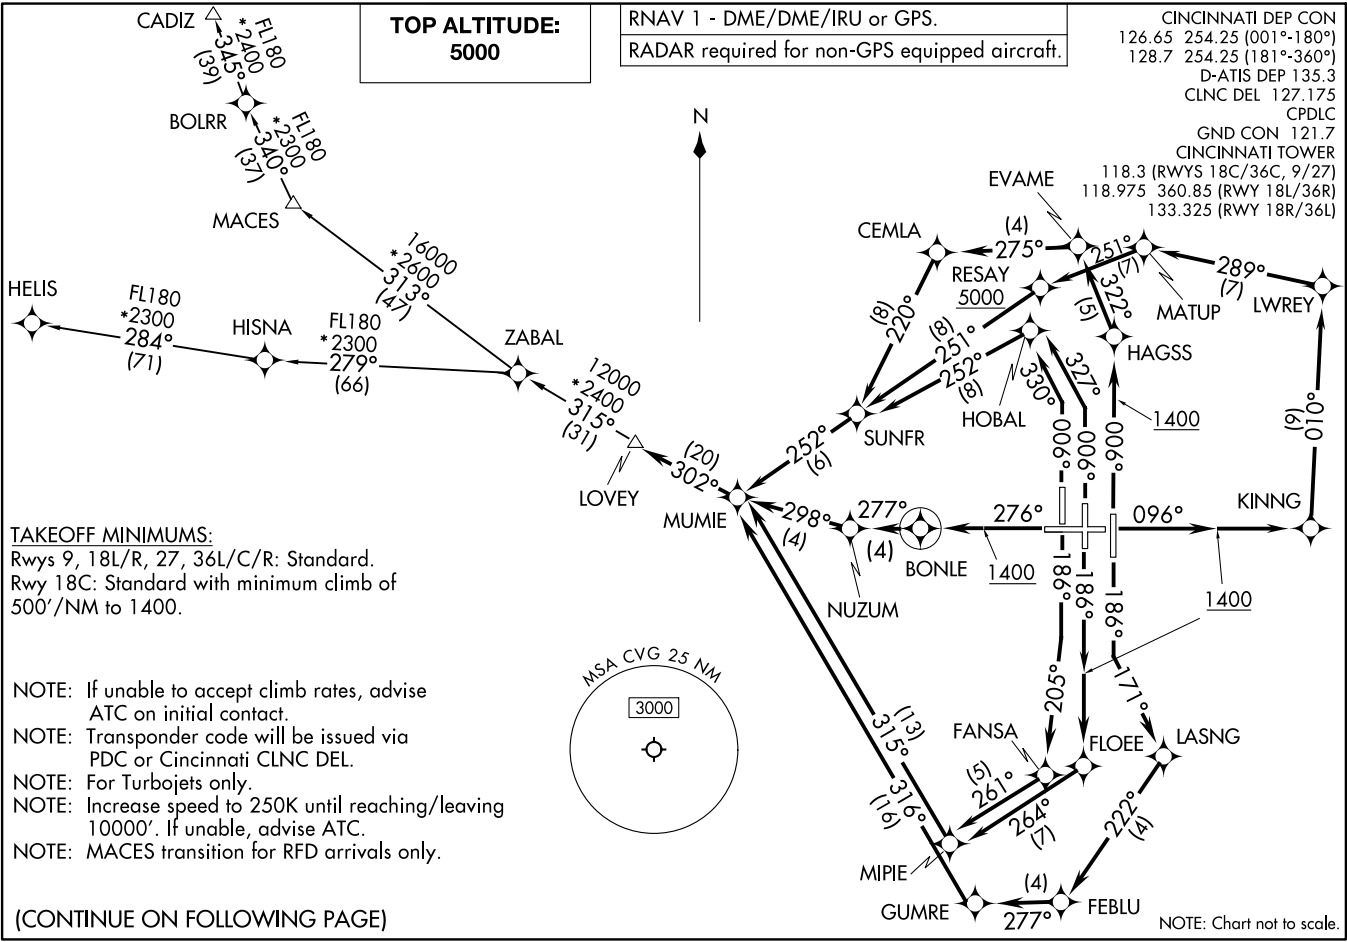 TOP ALTITUDE:
5000
RNAV 1 - DME/DME/IRU or GPS.
RADAR required for non-GPS equipped aircraft.
CINCINNATI DEP CON
126.65 254.25 (001°-180°)
128.7 254.25 (181°-360°)
D-ATIS DEP 135.3
CLNC DEL 127.175
CPDLC
GND CON 121.7
CINCINNATI TOWER
118.3 (RWYS 18C/36C, 9/27)
118.975 360.85 (RWY 18L/36R)
133.325 (RWY 18R/36L)
CADIZ
FL180
*2400
345°
(39)
BOLRR
FL180
*2300
340°
(37)
MACES
16000
*2600
313°
(47)
HELIS
FL180
*2300
284°
(71)
HISNA
FL180
*2300
279°
(66)
ZABAL
12000
*2400
315°
(31)
LOVEY
(20)
302°
MUMIE
N
EVAME
CEMLA
(4)
275°
RESAY
5000
251°
(7)
MATUP
289°
(7)
LWREY
322°
(5)
HAGSS
(8)
220°
(8)
251°
252°
(8)
HOBAL
330°
327°
SUNFR
252°
(6)
006°
006°
006°
1400
010°
(9)
KINNG
298°
(4)
277°
(4)
276°
096°
BONLE
1400
NUZUM
1400
186°
186°
186°
205°
171°
FANSA
FLOEE
LASNG
(5)
261°
264°
(7)
222°
(4)
(13)
315°
316°
(16)
MIPIE
GUMRE
(4)
277°
FEBLU
MSA CVG 25 NM
3000
TAKEOFF MINIMUMS:
Rwys 9, 18L/R, 27, 36L/C/R: Standard.
Rwy 18C: Standard with minimum climb of
500'/NM to 1400.
NOTE: If unable to accept climb rates, advise
ATC on initial contact.
NOTE: Transponder code will be issued via
PDC or Cincinnati CLNC DEL.
NOTE: For Turbojets only.
NOTE: Increase speed to 250K until reaching/leaving
10000'. If unable, advise ATC.
NOTE: MACES transition for RFD arrivals only.
(CONTINUE ON FOLLOWING PAGE)
NOTE: Chart not to scale.